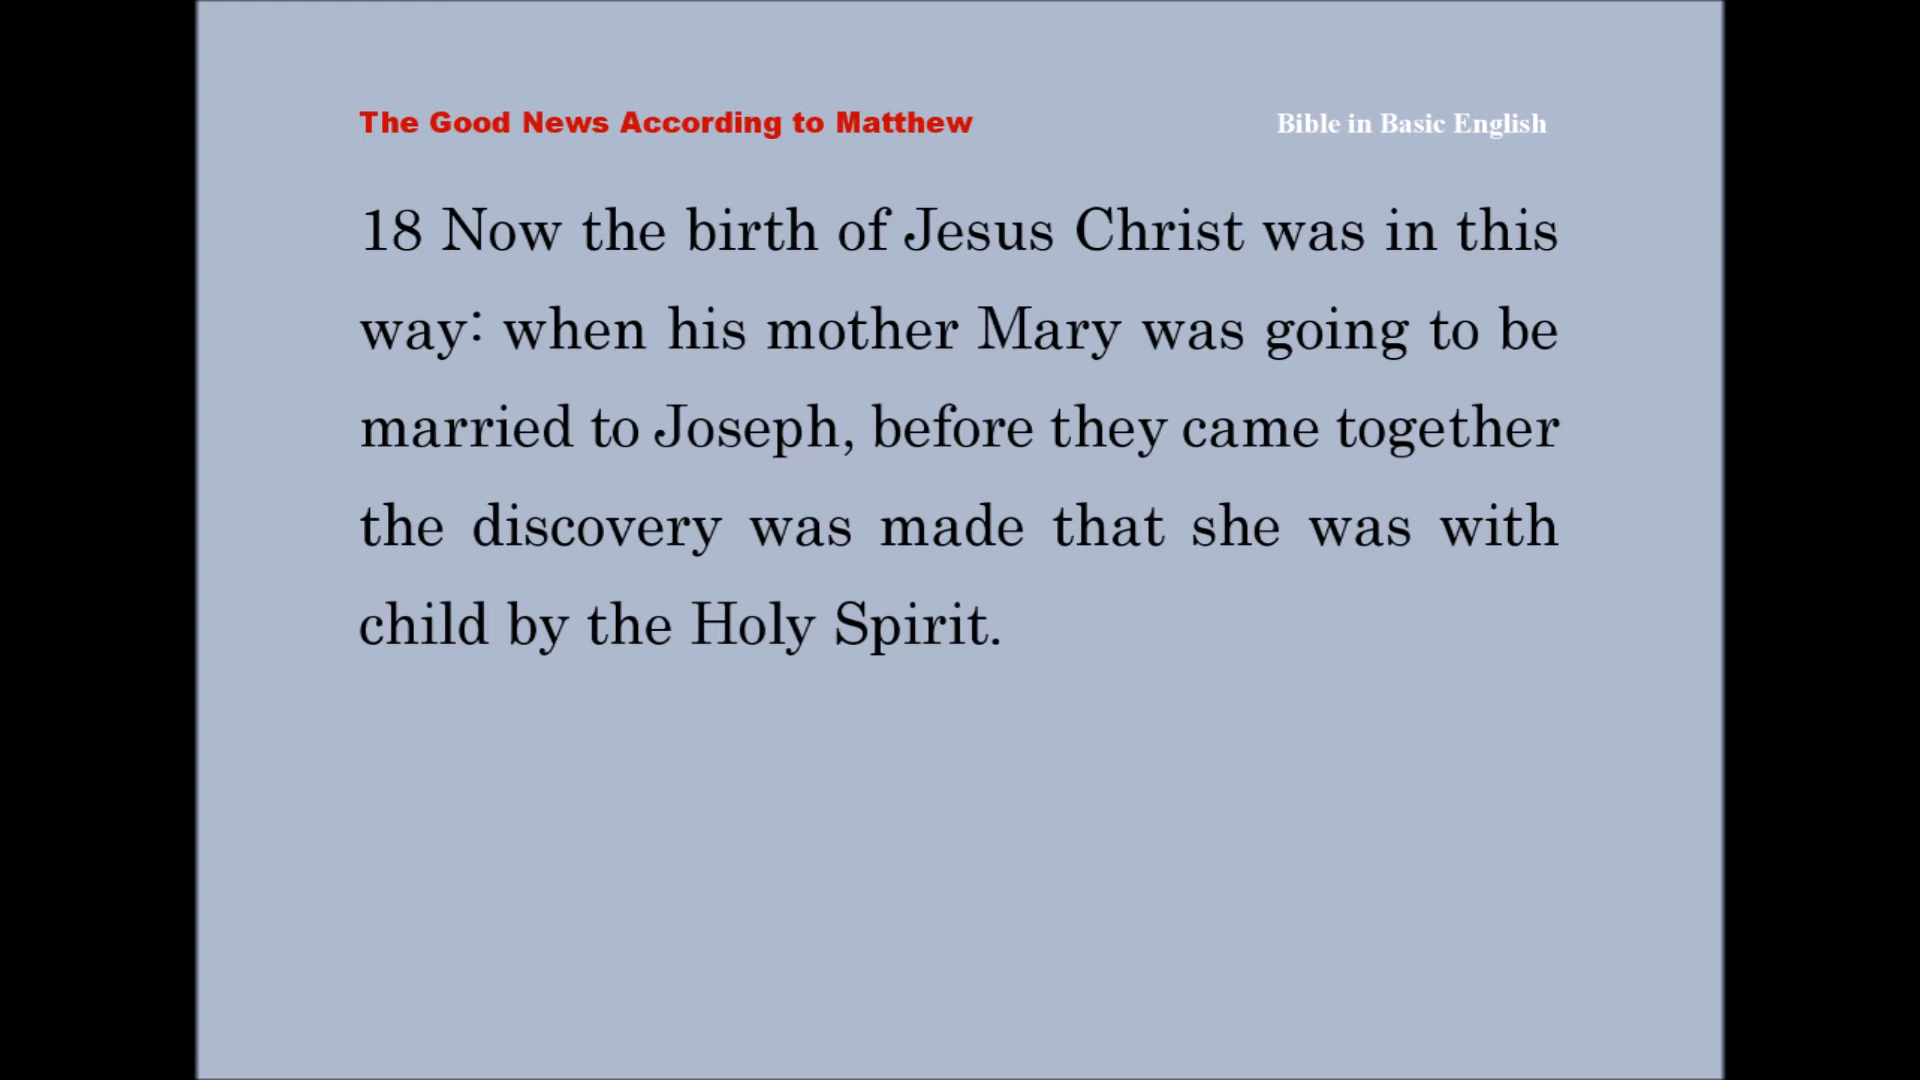 The Good News According to Matthew
Bible in Basic English
18 Now the birth of Jesus Christ was in this
way: when his mother Mary was going to be
married to Joseph, before they came together
the discovery was made that she was with
child by the Holy Spirit.